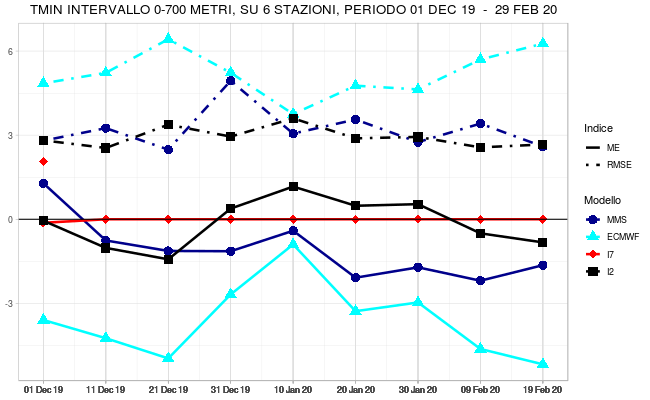 TMIN INTERVALLO 0-700 METRI, SU 6 STAZIONI, PERIODO 01 DEC 19 - 29 FEB 20
6
3
0
-3
01 Dec 19 11 Dec 19 21 Dec 19 31 Dec 19 10 Jan 20 20 Jan 20 30 Jan 20 09 Feb 20 19 Feb 20
Indice
ME
RMSE
Modello
MMS
ECMWF
I7
I2